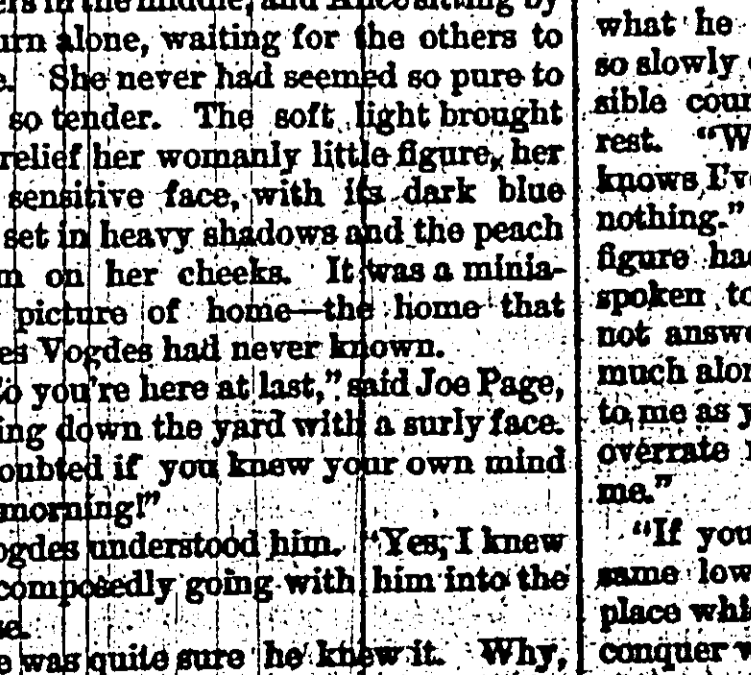 ers in the middle, and Alice sitting by
urn alone, waiting for the others to
e. She never had seemed so pure to
so tender. The soft light brought
relief her womanly little figure, her
sensitive face, with its dark blue
set in heavy shadows and the peach
m on her cheeks. It was a minia-
picture of home—the home that
es Vogdes had never known.
So you're here at last," said Joe Page,
ing down the yard with a surly face.
oubted if you knew your own mind
morning!"
ogdes understood him. "Yes, I knew
composedly going with him into the
se.
e was quite sure he knew it. Why,
what he
so slowly
sible cour
rest. "W
knows I've
nothing."
figure had
spoken to
not answe
much alon
to me as y
overrate
me."
"If you
same low
place whi
conquer w